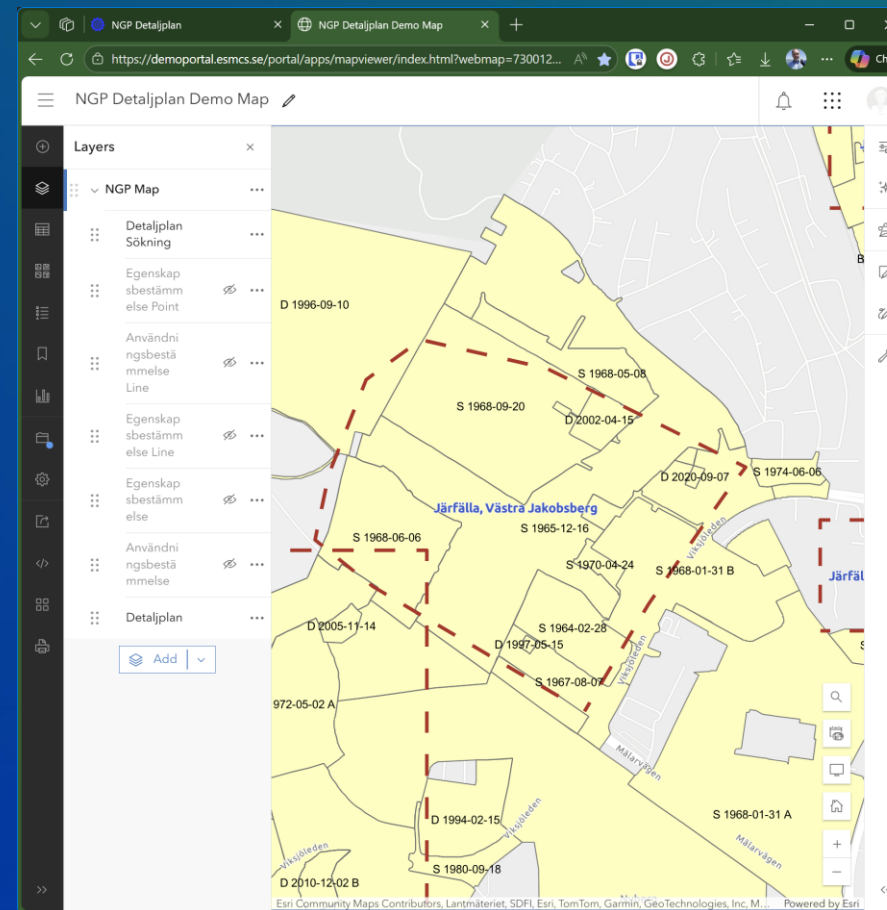 NGP Detaljplan
NGP Detaljplan Demo Map
https://demoportal.esmcs.se/portal/apps/mapviewer/index.html?webmap=730012...
NGP Detaljplan Demo Map
Layers
NGP Map
Detaljplan
Sökning
Egenskap
sbestämm
else Point
Användni
ngsbestä
mmelse
Line
Egenskap
sbestämm
else Line
Egenskap
sbestämm
else
Användni
ngsbestä
mmelse
Detaljplan
Add
D 1996-09-10
S 1968-05-08
S 1968-09-20
D 2002-04-15
D 2020-09-07
S 1974-06-06
Järfälla, Västra Jakobsberg
S 1965-12-16
Viksjöleden
S 1968-06-06
S 1970-04-24
S 1968-01-31 B
Järfäl
D 2005-11-14
S 1964-02-28
D 1997-05-15
Viksjöleden
S 1967-08-07
972-05-02 A
Mälarvägen
D 1994-02-15
Viksjöleden
S 1968-01-31 A
Mälarvägen
Viksjöleden
S 1980-09-18
D 2010-12-02 B
Esri Community Maps Contributors, Lantmäteriet, SDFI, Esri, TomTom, Garmin, GeoTechnologies, Inc, M...
Powered by Esri